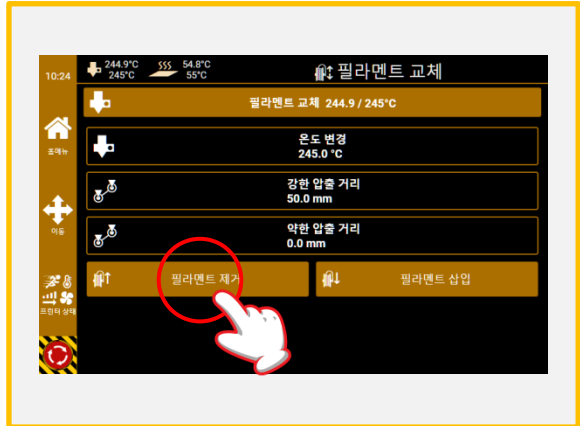 10:24
244.9°C
245°C
54.8°C
55°C
필라멘트 교체
필라멘트 교체 244.9 / 245°C
홈메뉴
온도 변경
245.0 °C
강한 압출 거리
50.0 mm
이동
약한 압출 거리
0.0 mm
필라멘트 제거
필라멘트 삽입
프린터 상태